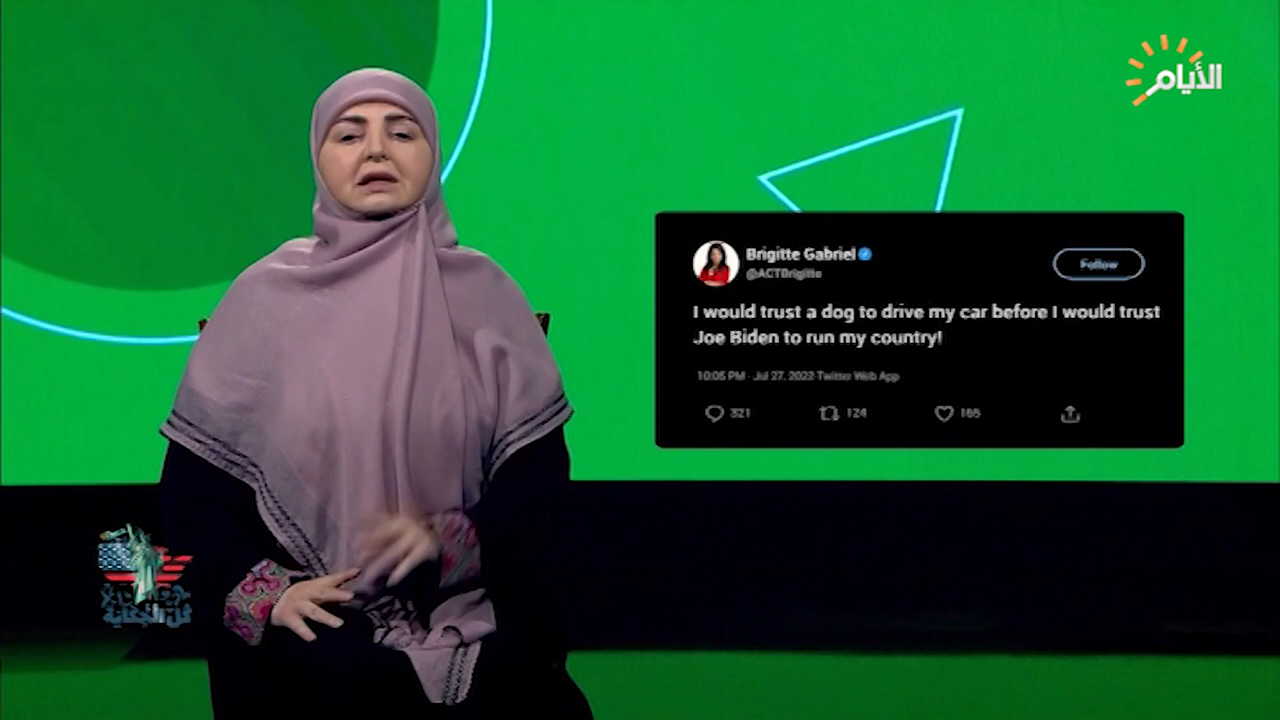 الأيام
Brigitte Gabriel
@ACTBrigitte
Follow
I would trust a dog to drive my car before I would trust
Joe Biden to run my country!
10:05 PM · Jul 27, 2022 Twitter Web App
321 124 165